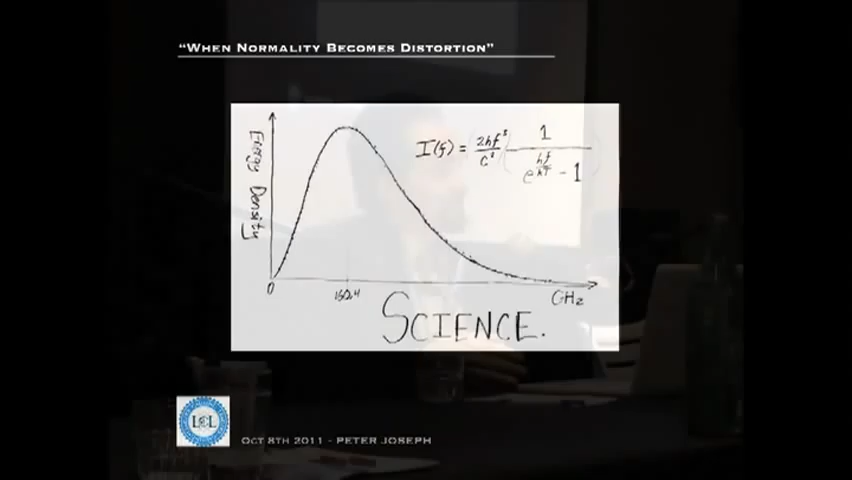 “When Normality Becomes Distortion”
Energy Density
I(f) = 2hf³/c² (1/(e^(hf/kT) - 1))
0
160.4
GHz
SCIENCE.
LCL
Oct 8th 2011 - Peter Joseph